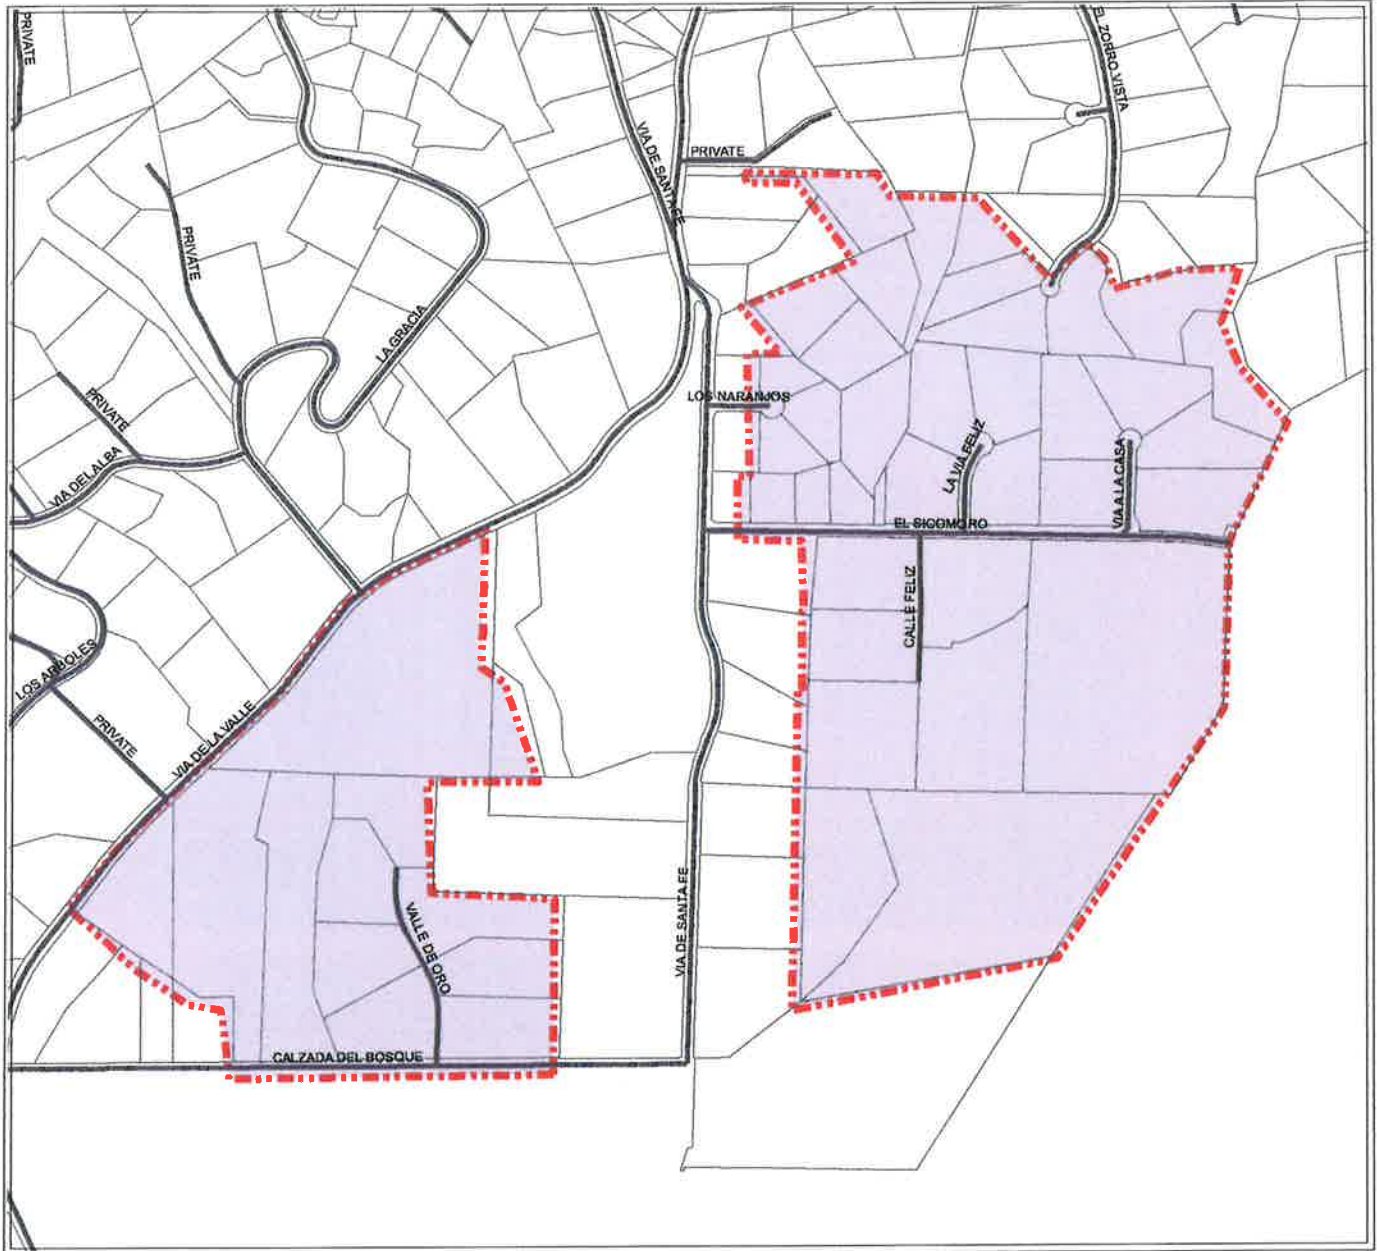 PRIVATE
EL ZORRO VISTA
VIA DE SANTA FE
PRIVATE
PRIVATE
LA GRACIA
LOS NARANJOS
PRIVATE
LA VIA FELIZ
VIA A LA CASA
VIA DEL ALBA
EL SICOMORO
CALLE FELIZ
LOS ARBOLES
PRIVATE
VIA DE LA VALLE
VIA DE SANTA FE
VALLE DE ORO
CALZADA DEL BOSQUE